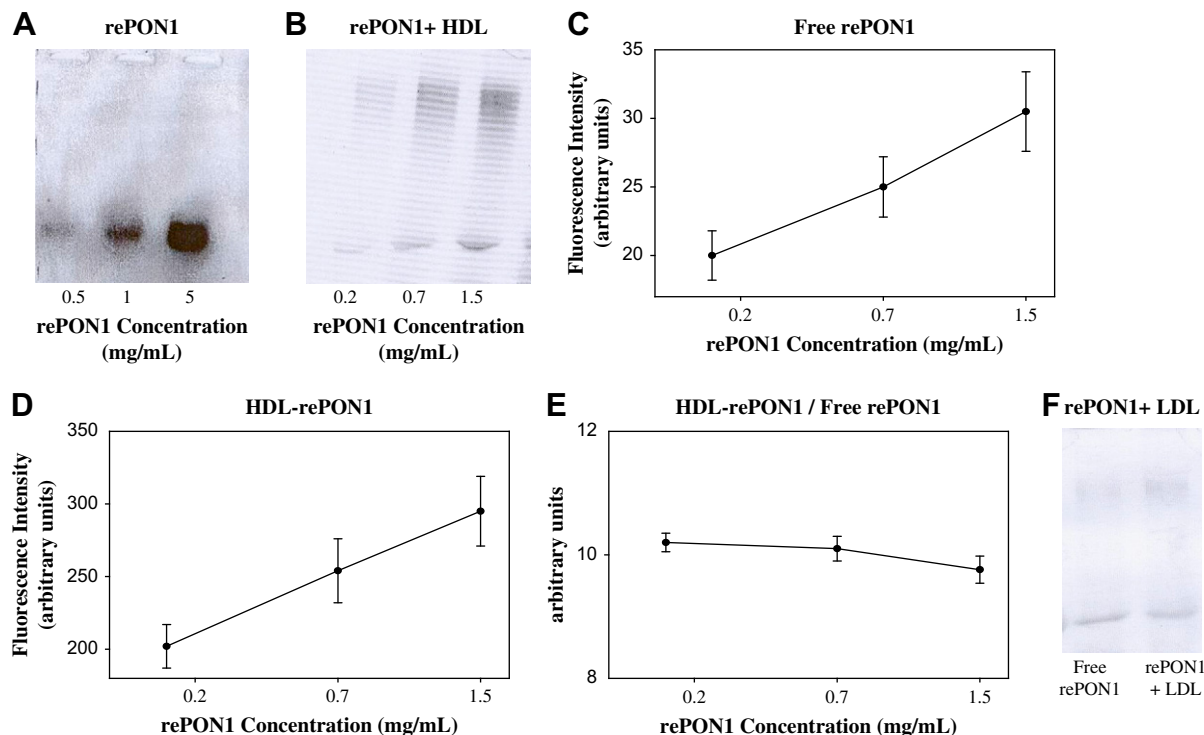 A
rePON1
0.5 1 5
rePON1 Concentration
(mg/mL)
B
rePON1+ HDL
0.2 0.7 1.5
rePON1 Concentration
(mg/mL)
C
Free rePON1
Fluorescence Intensity
(arbitrary units)
35
30
25
20
0.2 0.7 1.5
rePON1 Concentration (mg/mL)
D
HDL-rePON1
Fluorescence Intensity
(arbitrary units)
350
300
250
200
0.2 0.7 1.5
rePON1 Concentration (mg/mL)
E
HDL-rePON1 / Free rePON1
arbitrary units
12
10
8
0.2 0.7 1.5
rePON1 Concentration (mg/mL)
F
rePON1+ LDL
Free
rePON1
rePON1
+ LDL